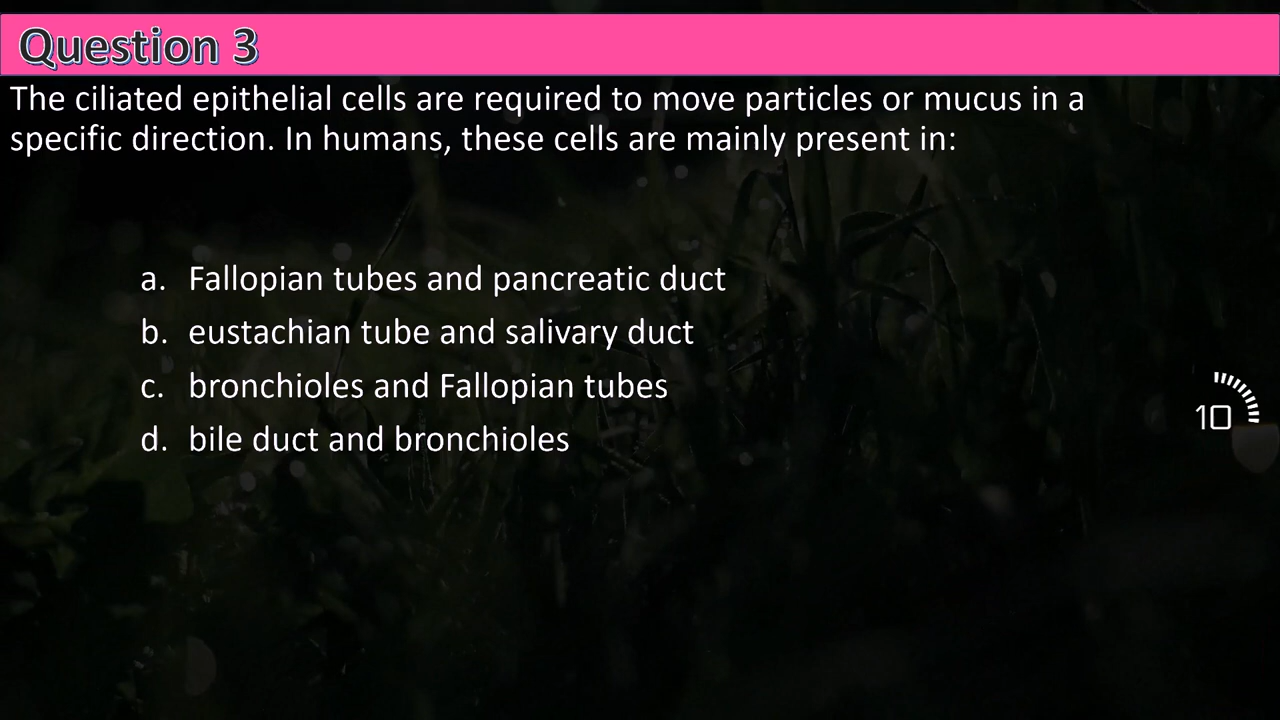 Question 3
The ciliated epithelial cells are required to move particles or mucus in a
specific direction. In humans, these cells are mainly present in:
a. Fallopian tubes and pancreatic duct
b. eustachian tube and salivary duct
c. bronchioles and Fallopian tubes
d. bile duct and bronchioles
10